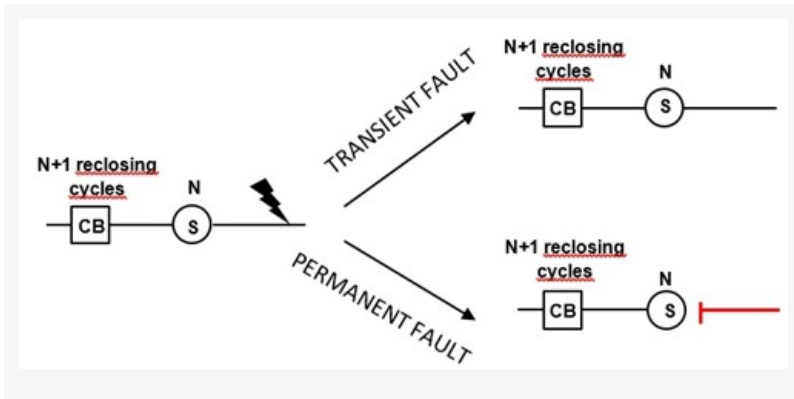 N+1 reclosing
cycles
N
CB
S
TRANSIENT FAULT
N+1 reclosing
cycles
N
CB
S
PERMANENT FAULT
N+1 reclosing
cycles
N
CB
S